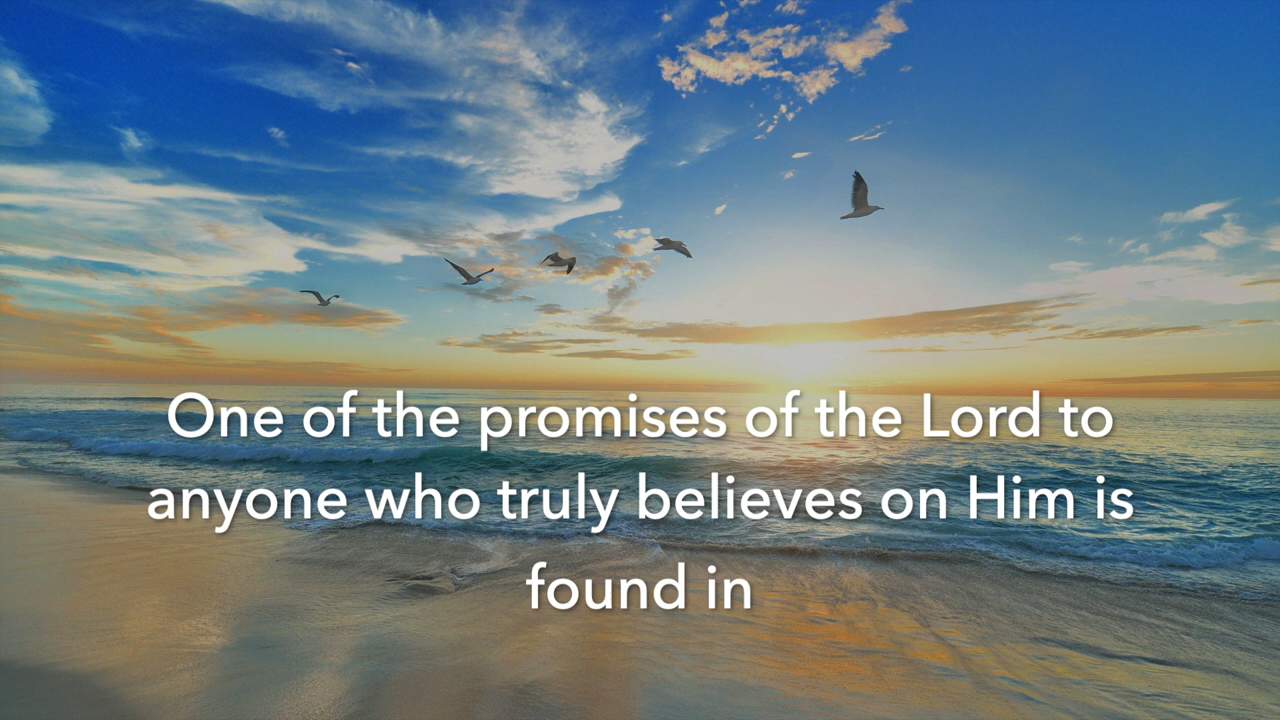 One of the promises of the Lord to
anyone who truly believes on Him is
found in